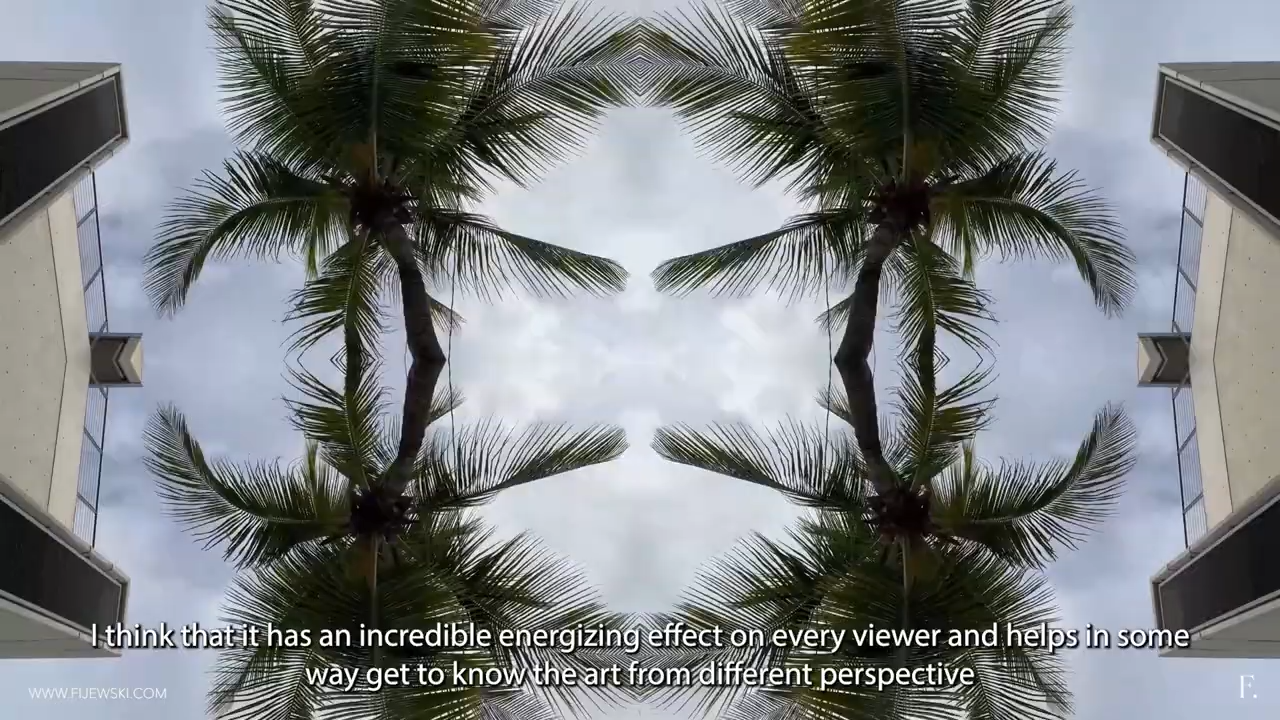 I think that it has an incredible energizing effect on every viewer and helps in some
way get to know the art from different perspective
WWW.FIJEWSKI.COM
F.